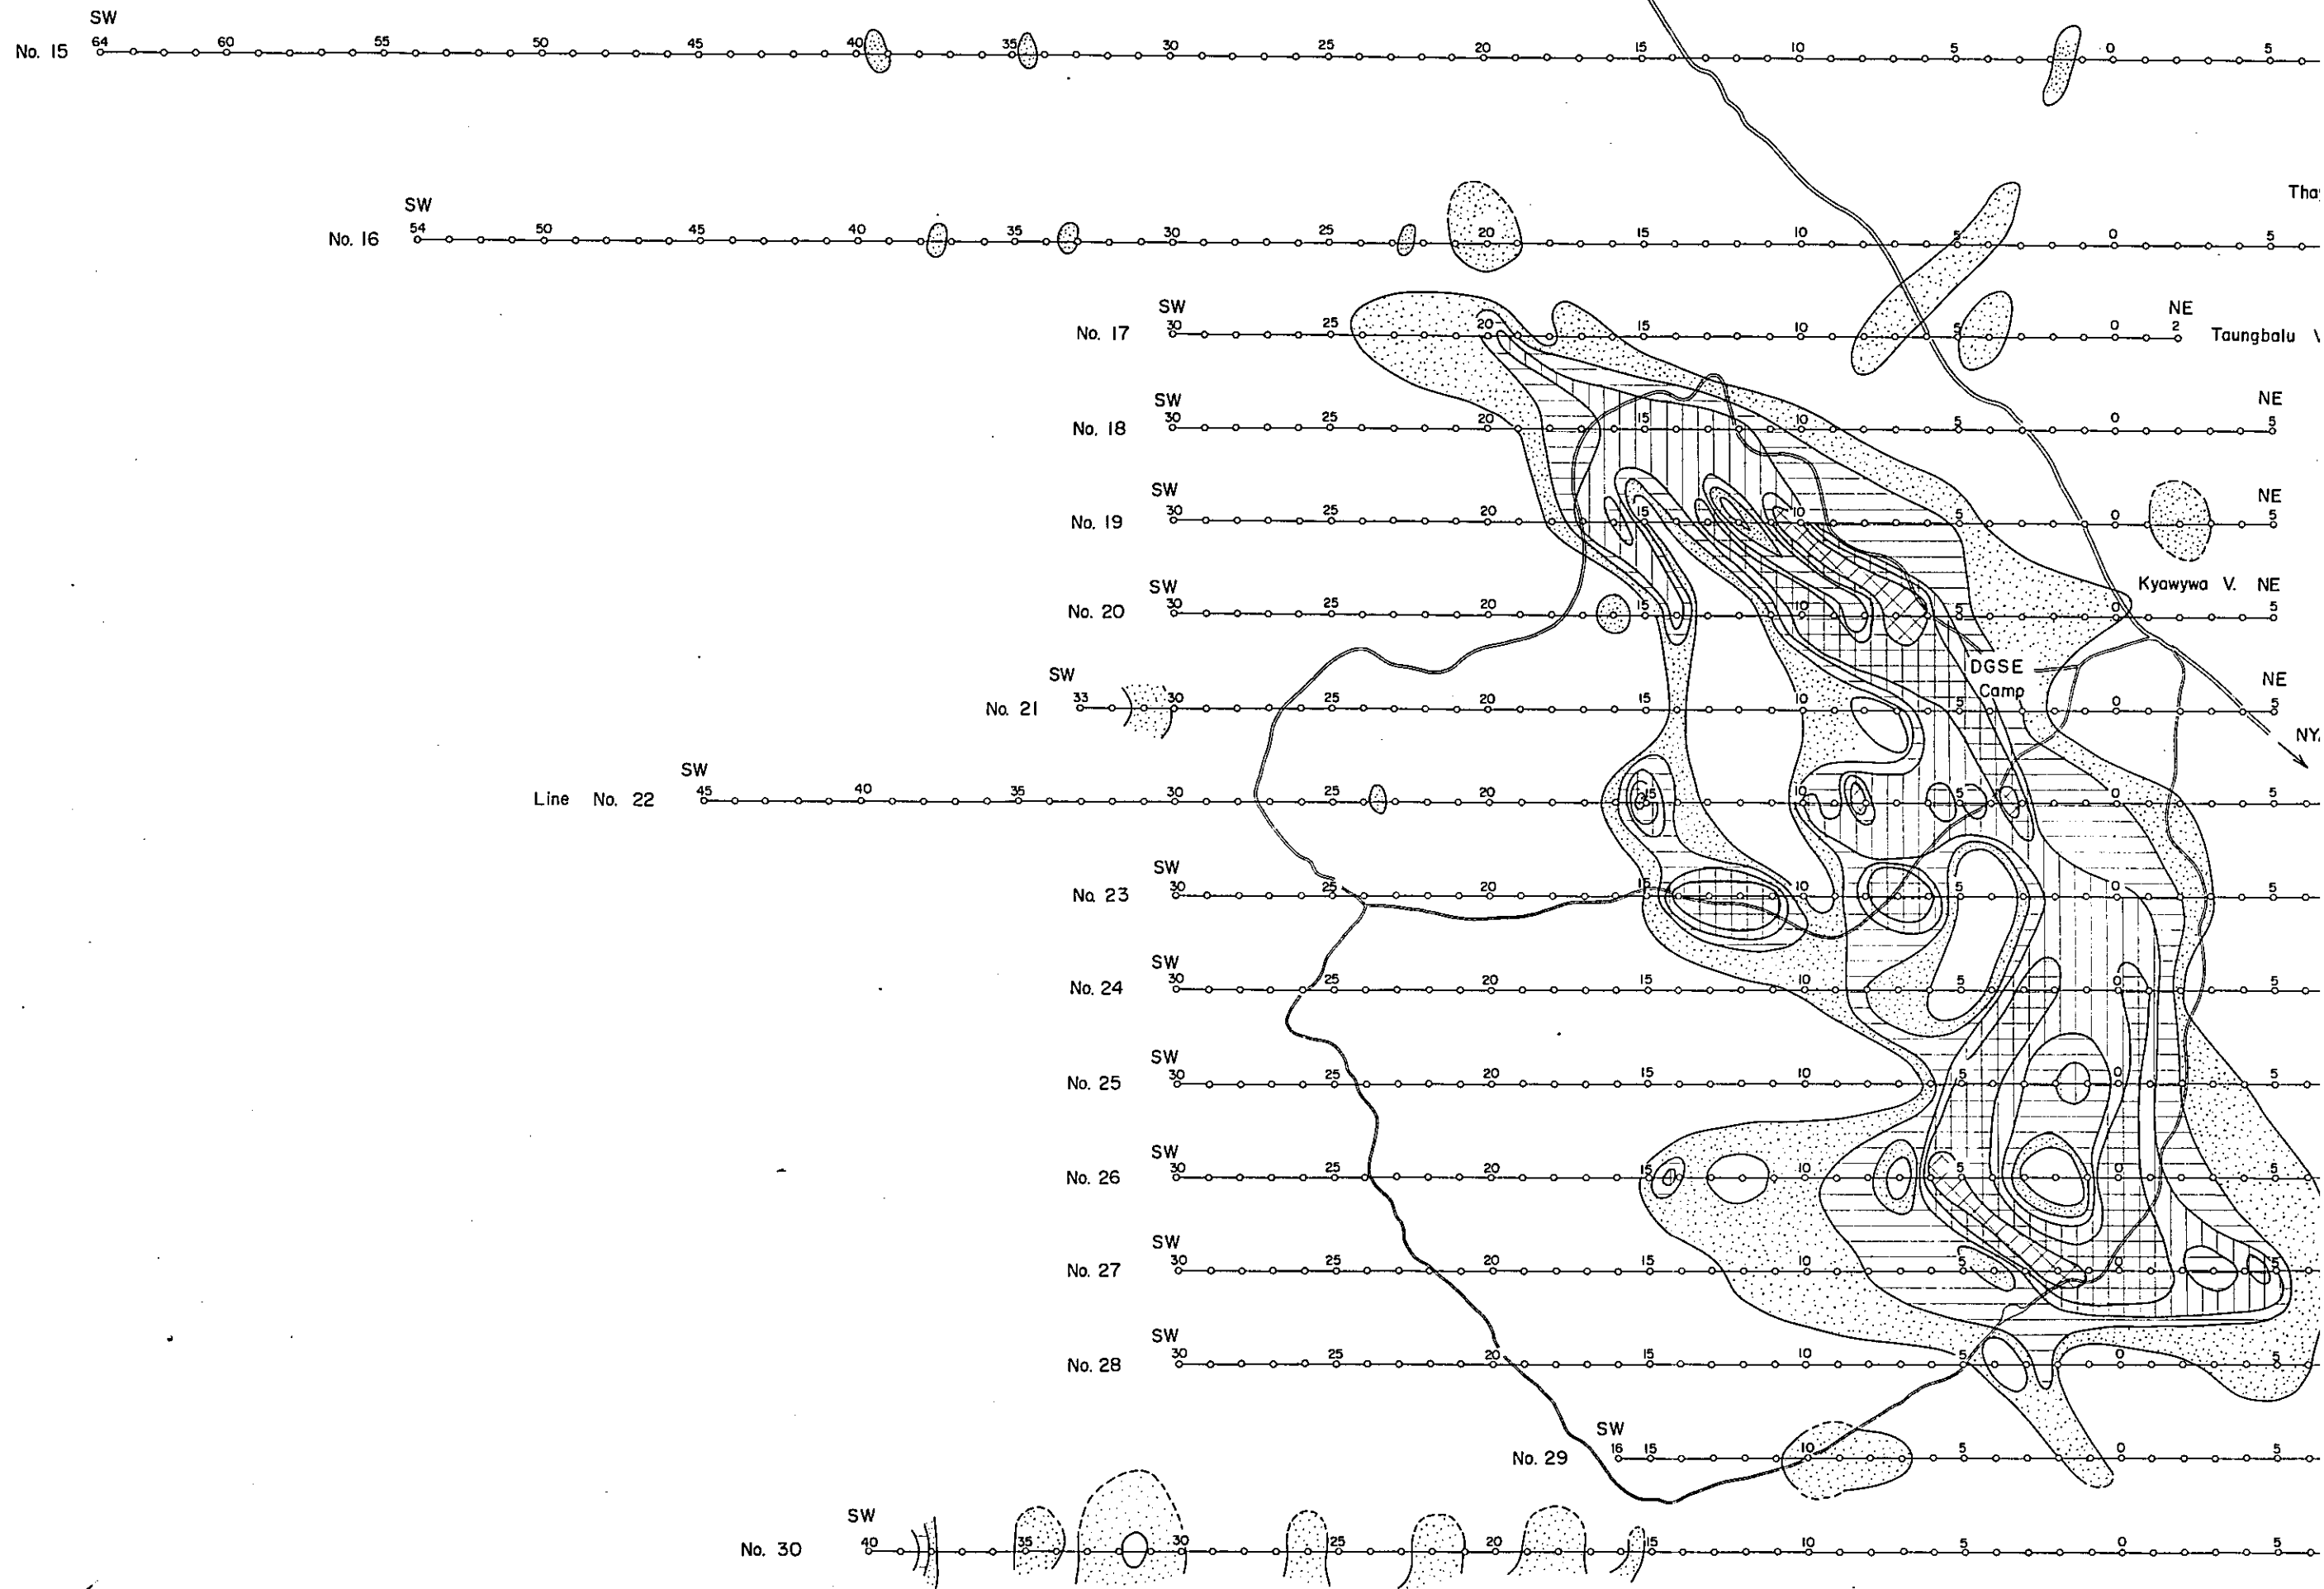 SW
No. 15 64 60 55 50 45 40 35 30 25 20 15 10 5 0 5
SW
No. 16 54 50 45 40 35 30 25 20 15 10 5 0 5
SW NE
No. 17 30 25 20 15 10 5 0 2 Taungbalu
SW NE
No. 18 30 25 20 15 10 5 0 5
SW NE
No. 19 30 25 20 15 10 5 0 5
SW Kyawywa V. NE
No. 20 30 25 20 15 10 5 0 5
DGSE
Camp
SW NE
No. 21 33 30 25 20 15 10 5 0 5
SW
Line No. 22 45 40 35 30 25 20 15 10 5 0 5
SW
No. 23 30 25 20 15 10 5 0 5
SW
No. 24 30 25 20 15 10 5 0 5
SW
No. 25 30 25 20 15 10 5 0 5
SW
No. 26 30 25 20 15 10 5 0 5
SW
No. 27 30 25 20 15 10 5 0 5
SW
No. 28 30 25 20 15 10 5 0 5
SW
No. 29 16 15 10 5 0 5
SW
No. 30 40 35 30 25 20 15 10 5 0 5